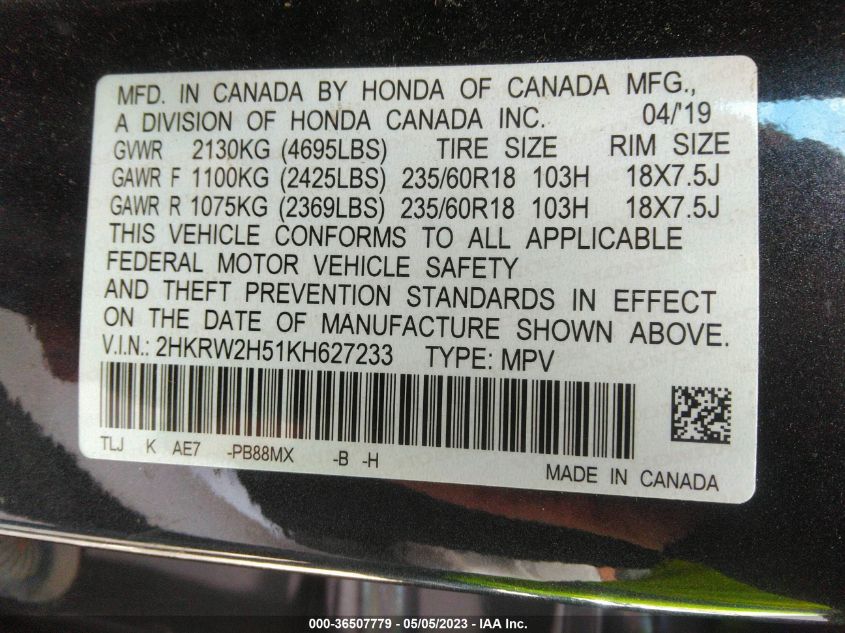 MFD. IN CANADA BY HONDA OF CANADA MFG.,
A DIVISION OF HONDA CANADA INC. 04/'19
GVWR 2130KG (4695LBS) TIRE SIZE RIM SIZE
GAWR F 1100KG (2425LBS) 235/60R18 103H 18X7.5J
GAWR R 1075KG (2369LBS) 235/60R18 103H 18X7.5J
THIS VEHICLE CONFORMS TO ALL APPLICABLE
FEDERAL MOTOR VEHICLE SAFETY
AND THEFT PREVENTION STANDARDS IN EFFECT
ON THE DATE OF MANUFACTURE SHOWN ABOVE.
V.I.N.: 2HKRW2H51KH627233 TYPE: MPV
TLJ K AE7 -PB88MX -B -H
MADE IN CANADA
000-36507779 - 05/05/2023 - IAA Inc.